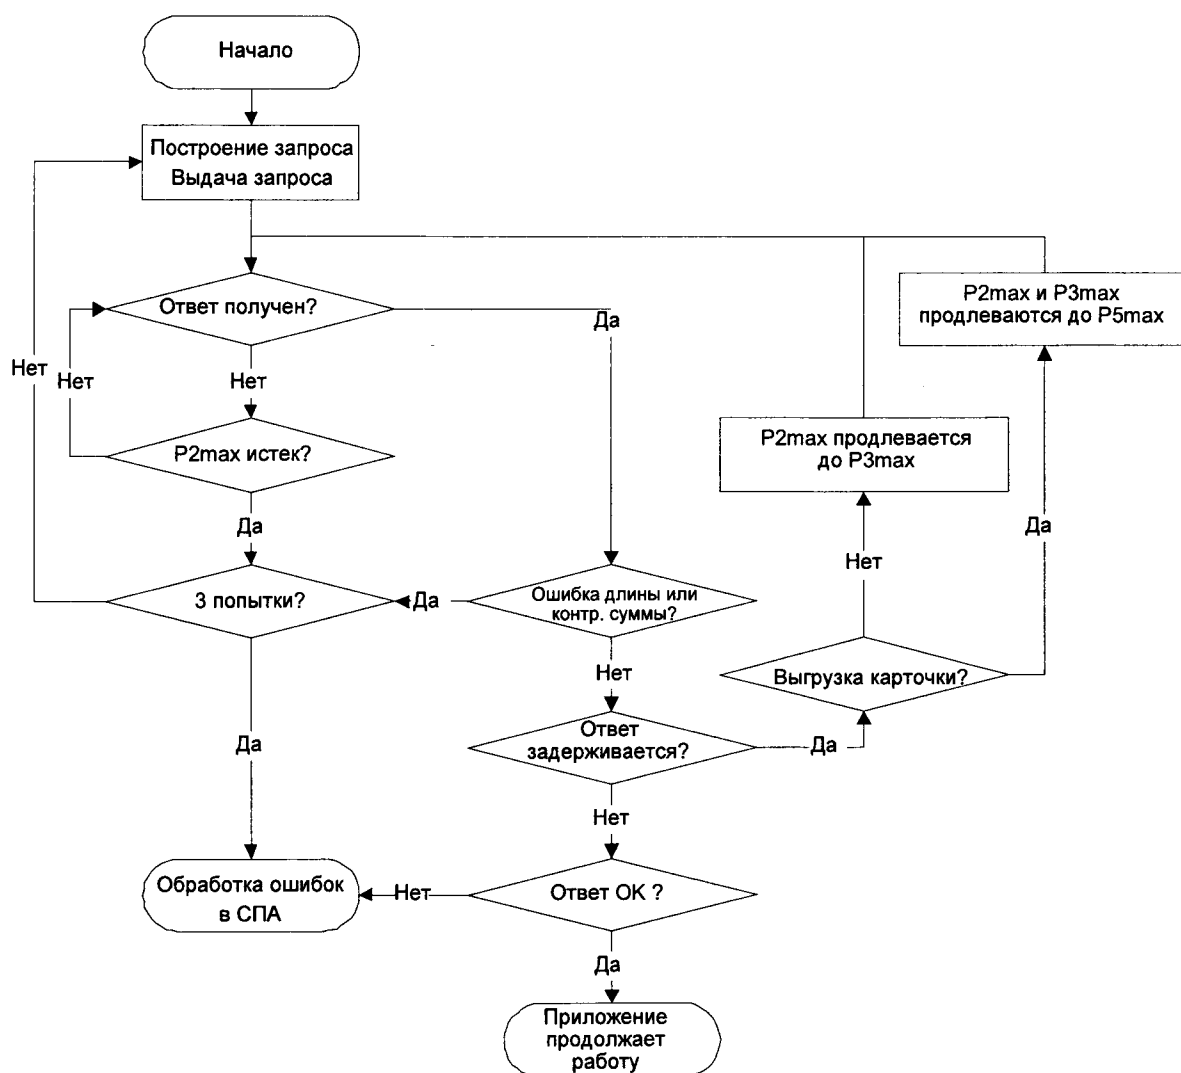 Начало
Построение запроса
Выдача запроса
Ответ получен?
P2max и P3max
продлеваются до P5max
Да
Нет
Нет
Нет
P2max продлевается
до P3max
P2max истек?
Да
Да
Нет
3 попытки?
Да
Ошибка длины или
контр. суммы?
Нет
Выгрузка карточки?
Ответ
задерживается?
Да
Да
Нет
Обработка ошибок
в СПА
Нет
Ответ OK ?
Да
Приложение
продолжает
работу